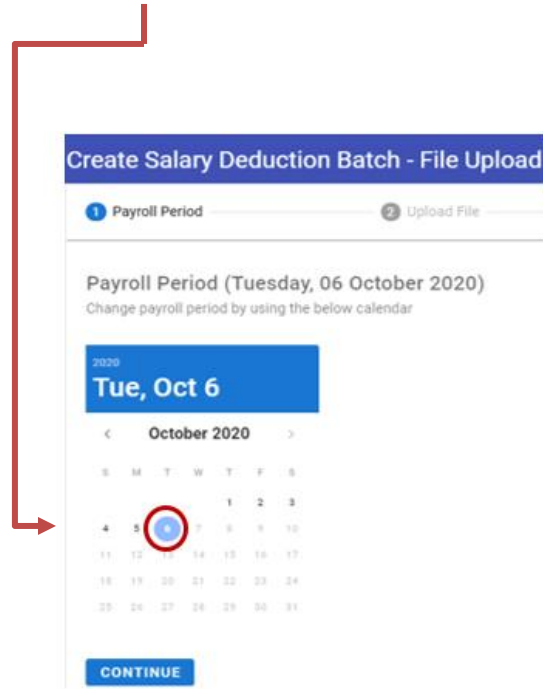 Create Salary Deduction Batch - File Upload
1 Payroll Period 2 Upload File
Payroll Period (Tuesday, 06 October 2020)
Change payroll period by using the below calendar
2020
Tue, Oct 6
< October 2020 >
S M T W T F S
1 2 3
4 5 6 7 8 9 10
11 12 13 14 15 16 17
18 19 20 21 22 23 24
25 26 27 28 29 30 31
CONTINUE